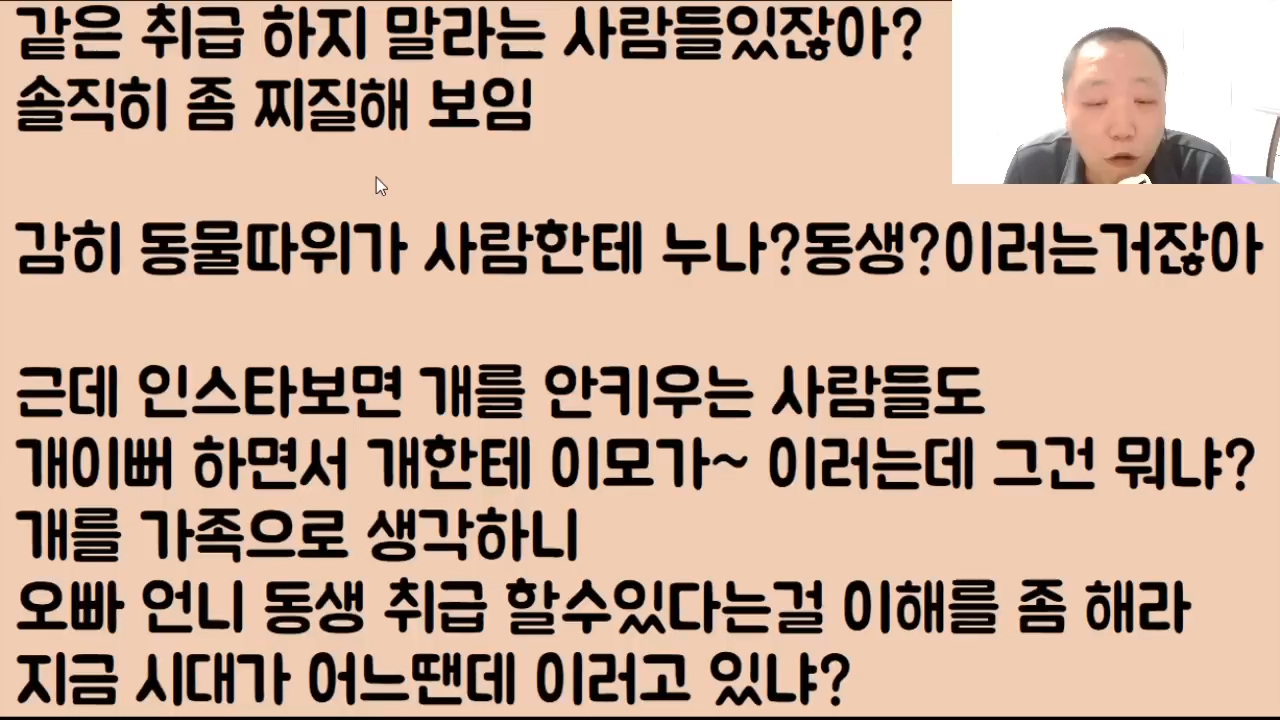 같은 취급 하지 말라는 사람들있잖아?
솔직히 좀 찌질해 보임
감히 동물따위가 사람한테 누나?동생?이러는거잖아
근데 인스타보면 개를 안키우는 사람들도
개이뻐 하면서 개한테 이모가~ 이러는데 그건 뭐냐?
개를 가족으로 생각하니
오빠 언니 동생 취급 할수있다는걸 이해를 좀 해라
지금 시대가 어느땐데 이러고 있냐?